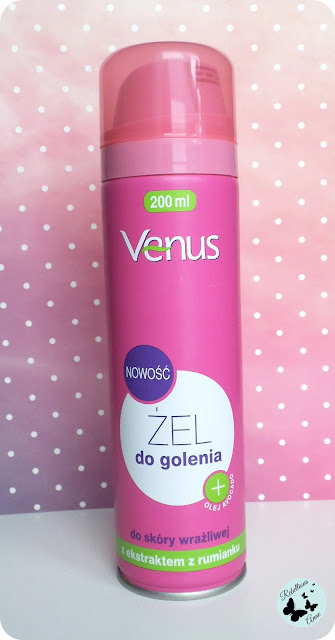 200 ml
Venus
NOWOŚĆ
ŻEL
do golenia
+
OLEJ AVOCADO
do skóry wrażliwej
z ekstraktem z rumianku